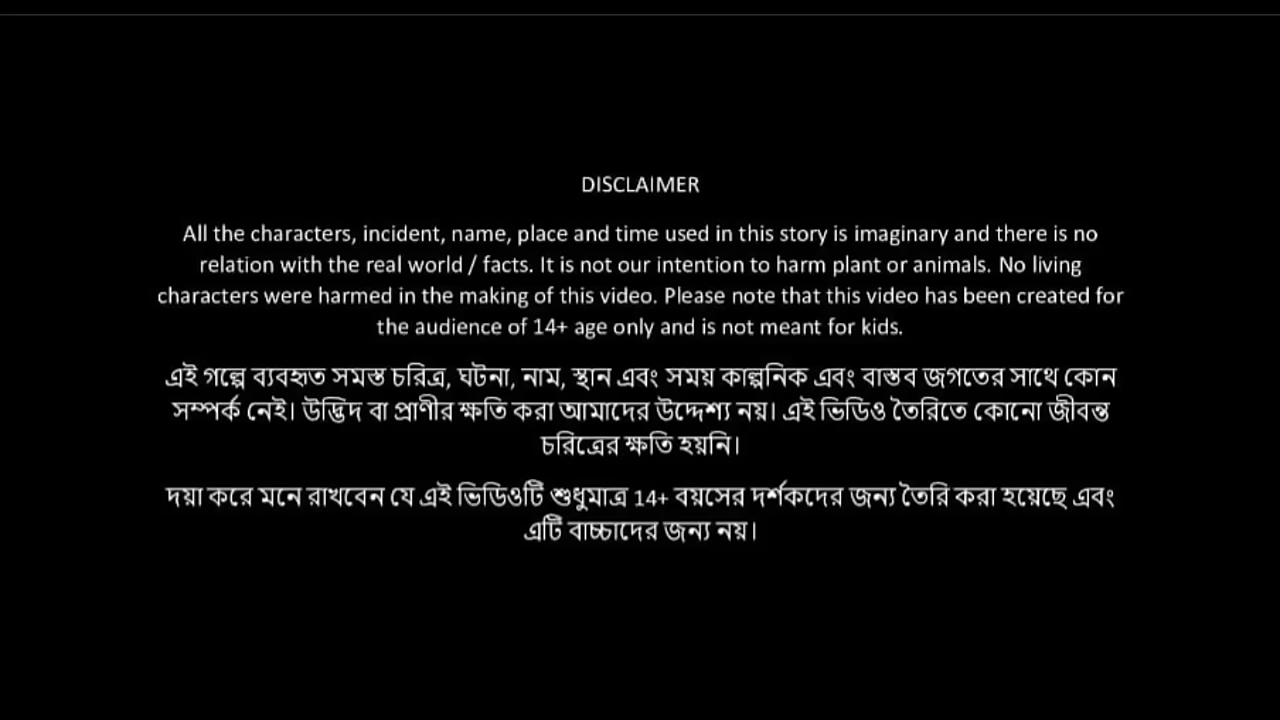 DISCLAIMER
All the characters, incident, name, place and time used in this story is imaginary and there is no
relation with the real world / facts. It is not our intention to harm plant or animals. No living
characters were harmed in the making of this video. Please note that this video has been created for
the audience of 14+ age only and is not meant for kids.
এই গল্পে ব্যবহৃত সমস্ত চরিত্র, ঘটনা, নাম, স্থান এবং সময় কাল্পনিক এবং বাস্তব জগতের সাথে কোন
সম্পর্ক নেই। উদ্ভিদ বা প্রাণীর ক্ষতি করা আমাদের উদ্দেশ্য নয়। এই ভিডিও তৈরিতে কোনো জীবন্ত
চরিত্রের ক্ষতি হয়নি।
দয়া করে মনে রাখবেন যে এই ভিডিওটি শুধুমাত্র 14+ বয়সের দর্শকদের জন্য তৈরি করা হয়েছে এবং
এটি বাচ্চাদের জন্য নয়।